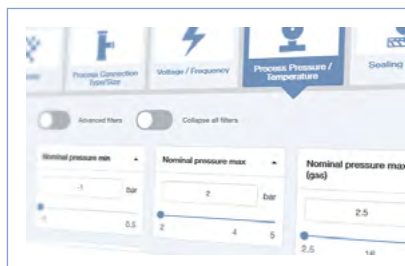 Process Connection
Type/Size
Voltage / Frequency
Process Pressure /
Temperature
Sealing
Advanced filters
Collapse all filters
Nominal pressure min
-1
bar
-1
0.5
Nominal pressure max
2
bar
2
4
5
Nominal pressure max
(gas)
2.5
2.5
16